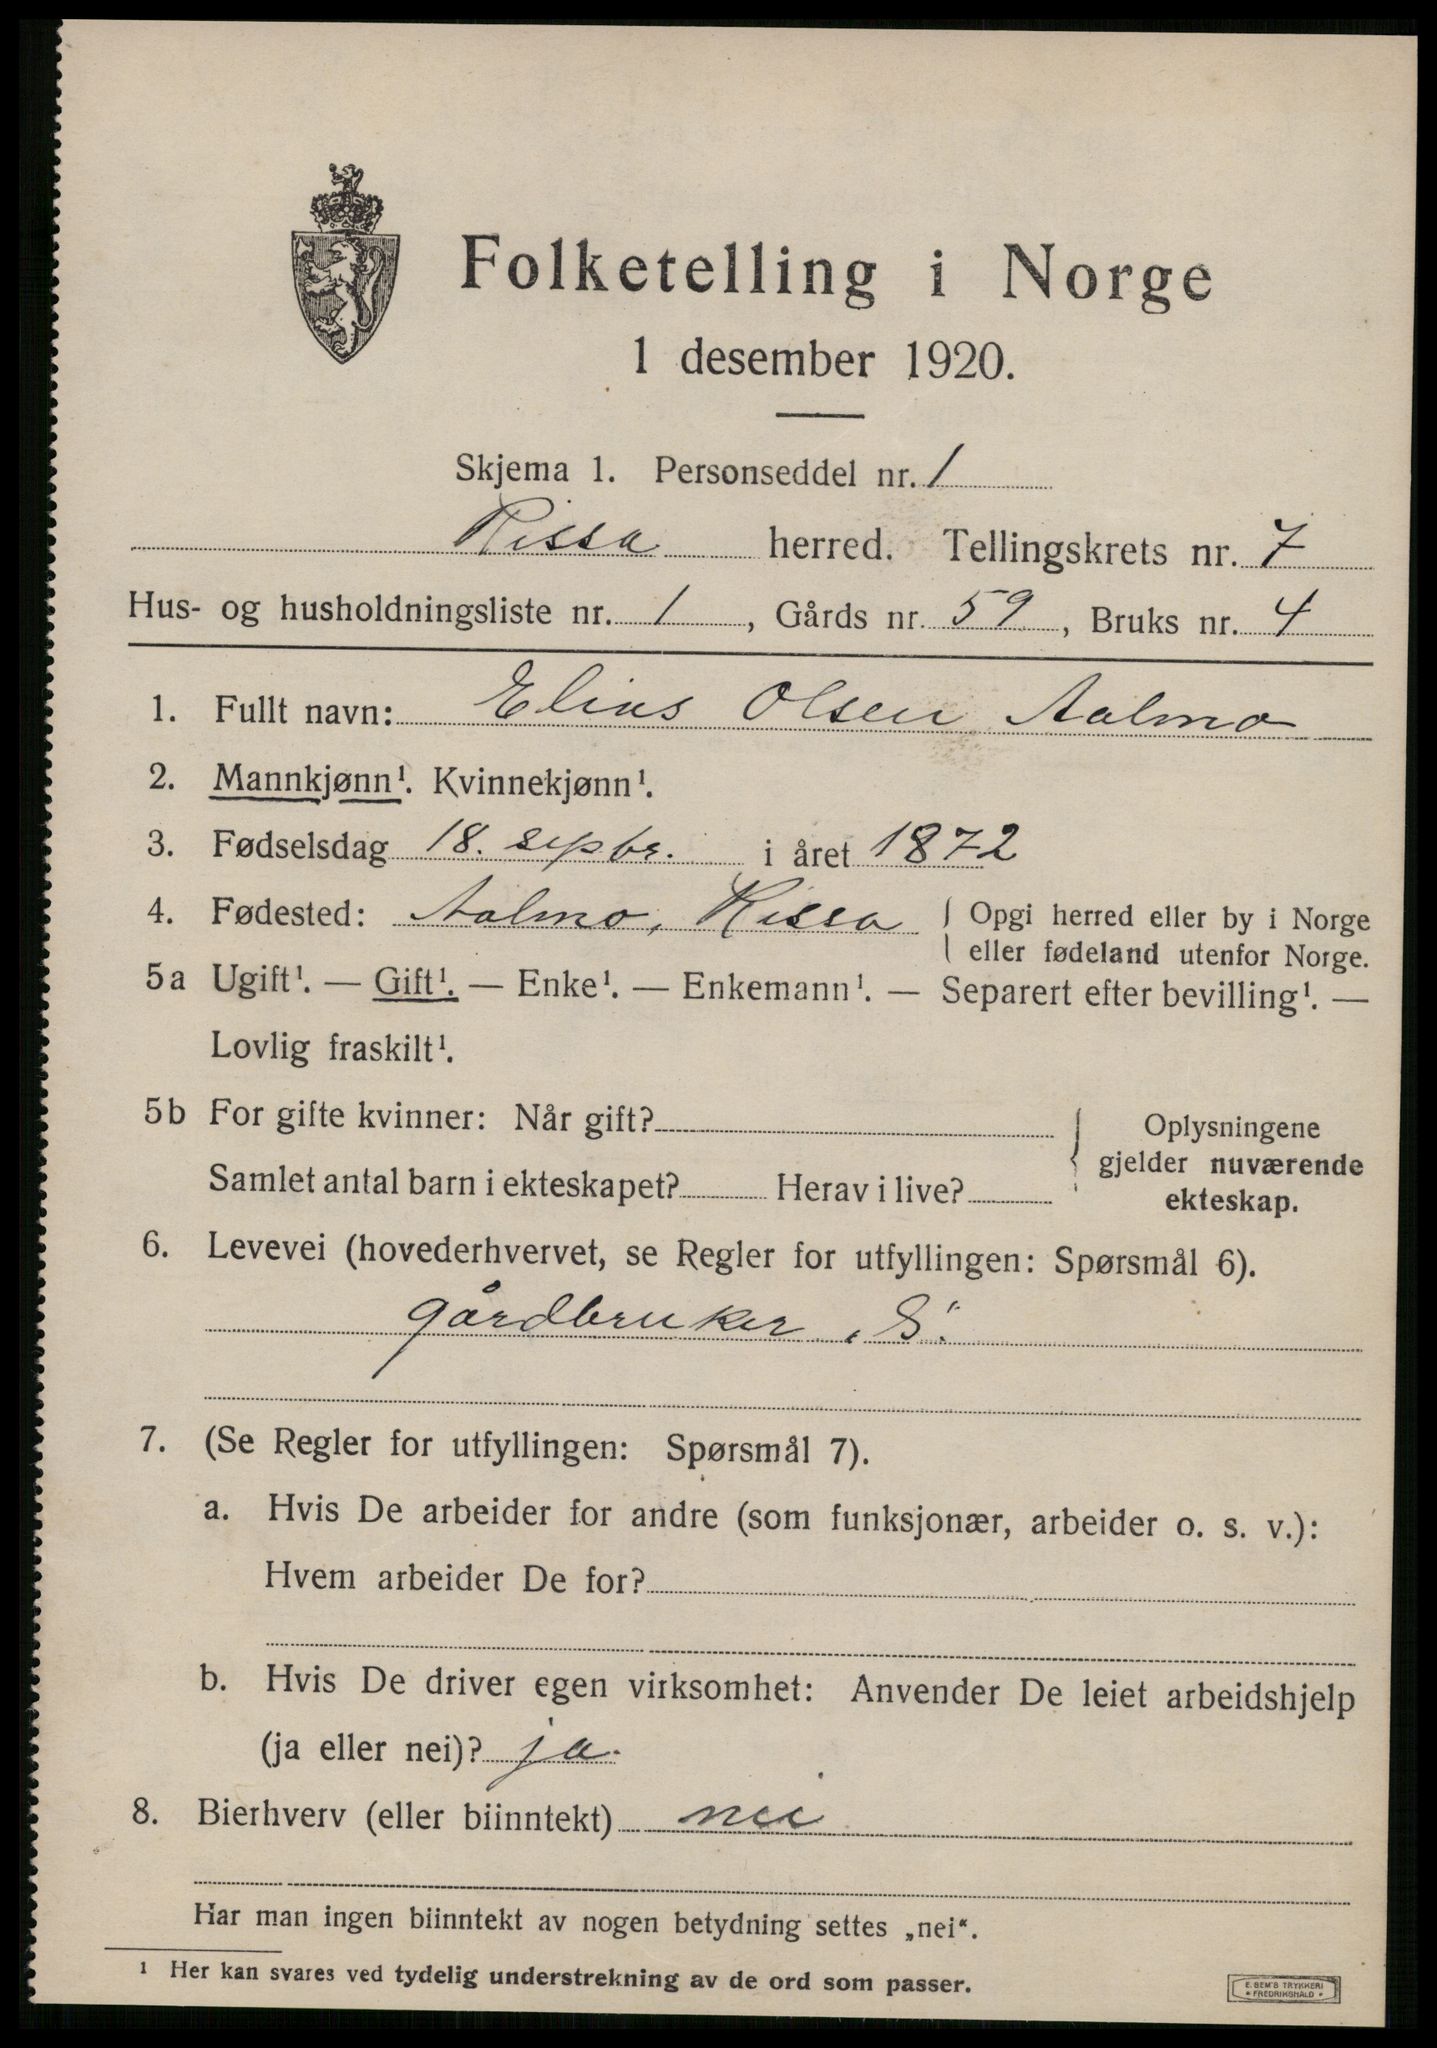 Folketelling i Norge
1 desember 1920.
Skjema 1. Personseddel nr. 1
Rissa herred. Tellingskrets nr. 7
Hus- og husholdningsliste nr. 1, Gårds nr. 59, Bruks nr. 4
1. Fullt navn: Elias Olsen Aalmo
2. Mannkjønn¹. Kvinnekjønn¹.
3. Fødselsdag 18. septbr. i året 1872
4. Fødested: Aalmo, Rissa { Opgi herred eller by i Norge
eller fødeland utenfor Norge.
5a Ugift¹. — Gift¹. — Enke¹. — Enkemann¹. — Separert efter bevilling¹. —
Lovlig fraskilt¹.
5b For gifte kvinner: Når gift? } Oplysningene
gjelder nuværende
Samlet antal barn i ekteskapet? Herav i live?
ekteskap.
6. Levevei (hovederhvervet, se Regler for utfyllingen: Spørsmål 6).
gårdbruker, S.
7. (Se Regler for utfyllingen: Spørsmål 7).
a. Hvis De arbeider for andre (som funksjonær, arbeider o. s. v.):
Hvem arbeider De for?
b. Hvis De driver egen virksomhet: Anvender De leiet arbeidshjelp
(ja eller nei)? ja.
8. Bierhverv (eller biinntekt) nei
Har man ingen biinntekt av nogen betydning settes „nei“.
¹ Her kan svares ved tydelig understrekning av de ord som passer.
E. SEM'S TRYKKERI
* FREDRIKSHALD *